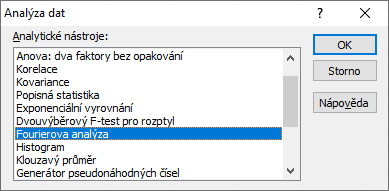 Analýza dat
?
Analytické nástroje:
OK
Anova: dva faktory bez opakování
Korelace
Storno
Kovariance
Popisná statistika
Exponenciální vyrovnání
Nápověda
Dvouvýběrový F-test pro rozptyl
Fourierova analýza
Histogram
Klouzavý průměr
Generátor pseudonáhodných čísel